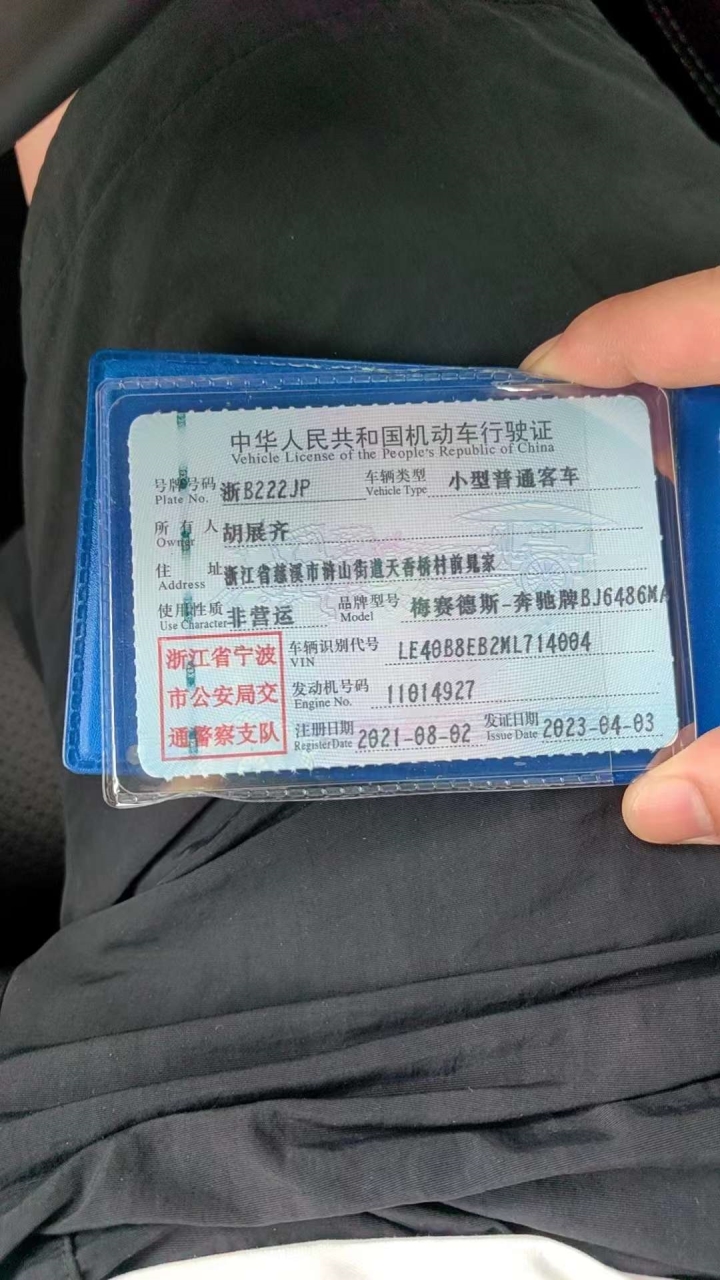 中华人民共和国机动车行驶证
Vehicle License of the People's Republic of China
号牌号码 浙B222JP 车辆类型 小型普通客车
Plate No. Vehicle Type
所有人 胡展齐
Owner
住址 浙江省慈溪市浒山街道天香桥村前晁家
Address
使用性质 非营运 品牌型号 梅赛德斯-奔驰牌BJ6486MA
Use Character Model
浙江省宁波
市公安局交
通警察支队
车辆识别代号 LE40B8EB2ML714004
VIN
发动机号码 11014927
Engine No.
注册日期 2021-08-02 发证日期 2023-04-03
Register Date Issue Date